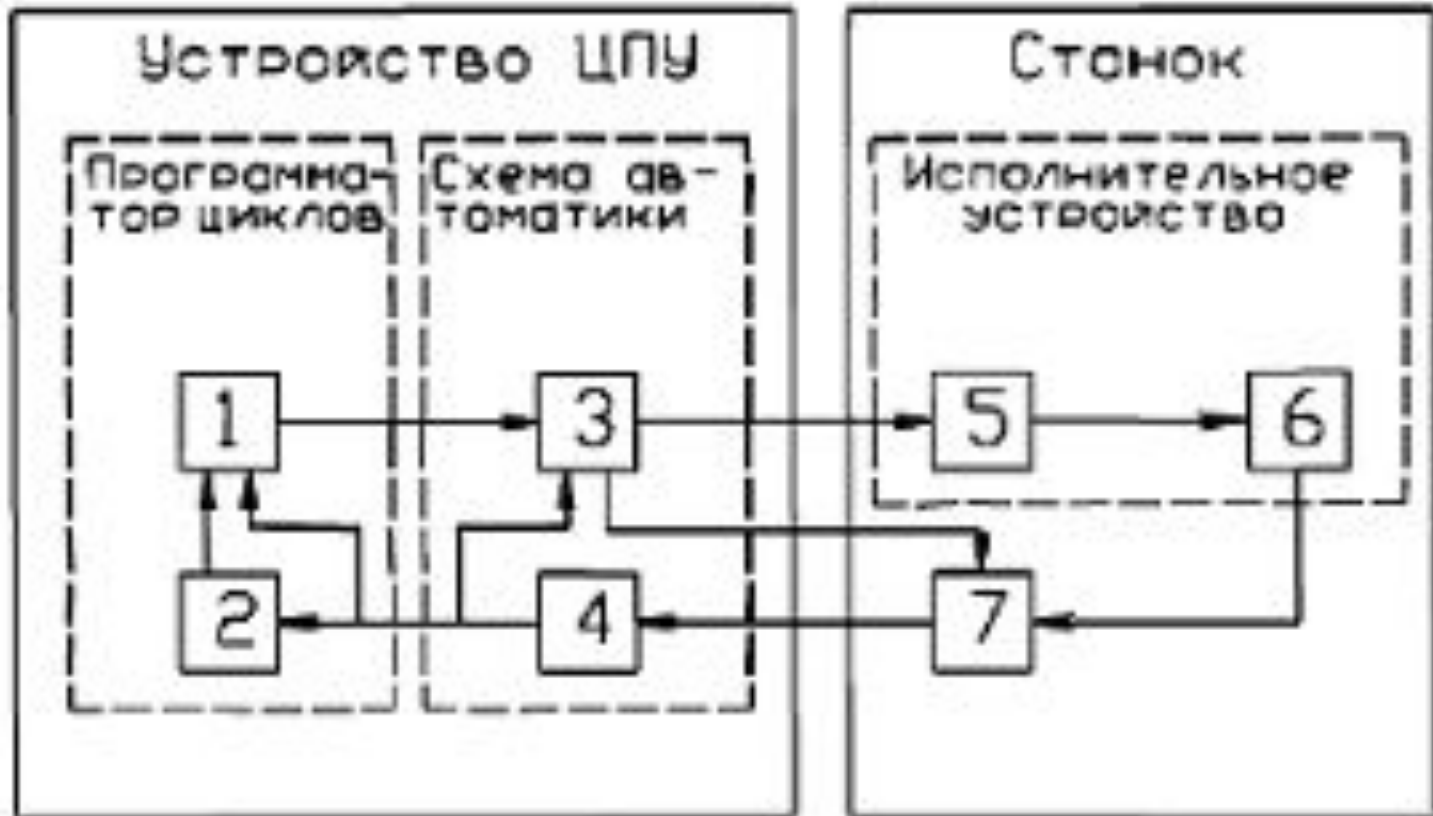 Устройство ЦПУ
Станок
Программа-
тор циклов
Схема ав-
томатики
Исполнительное
устройство
1
3
5
6
2
4
7